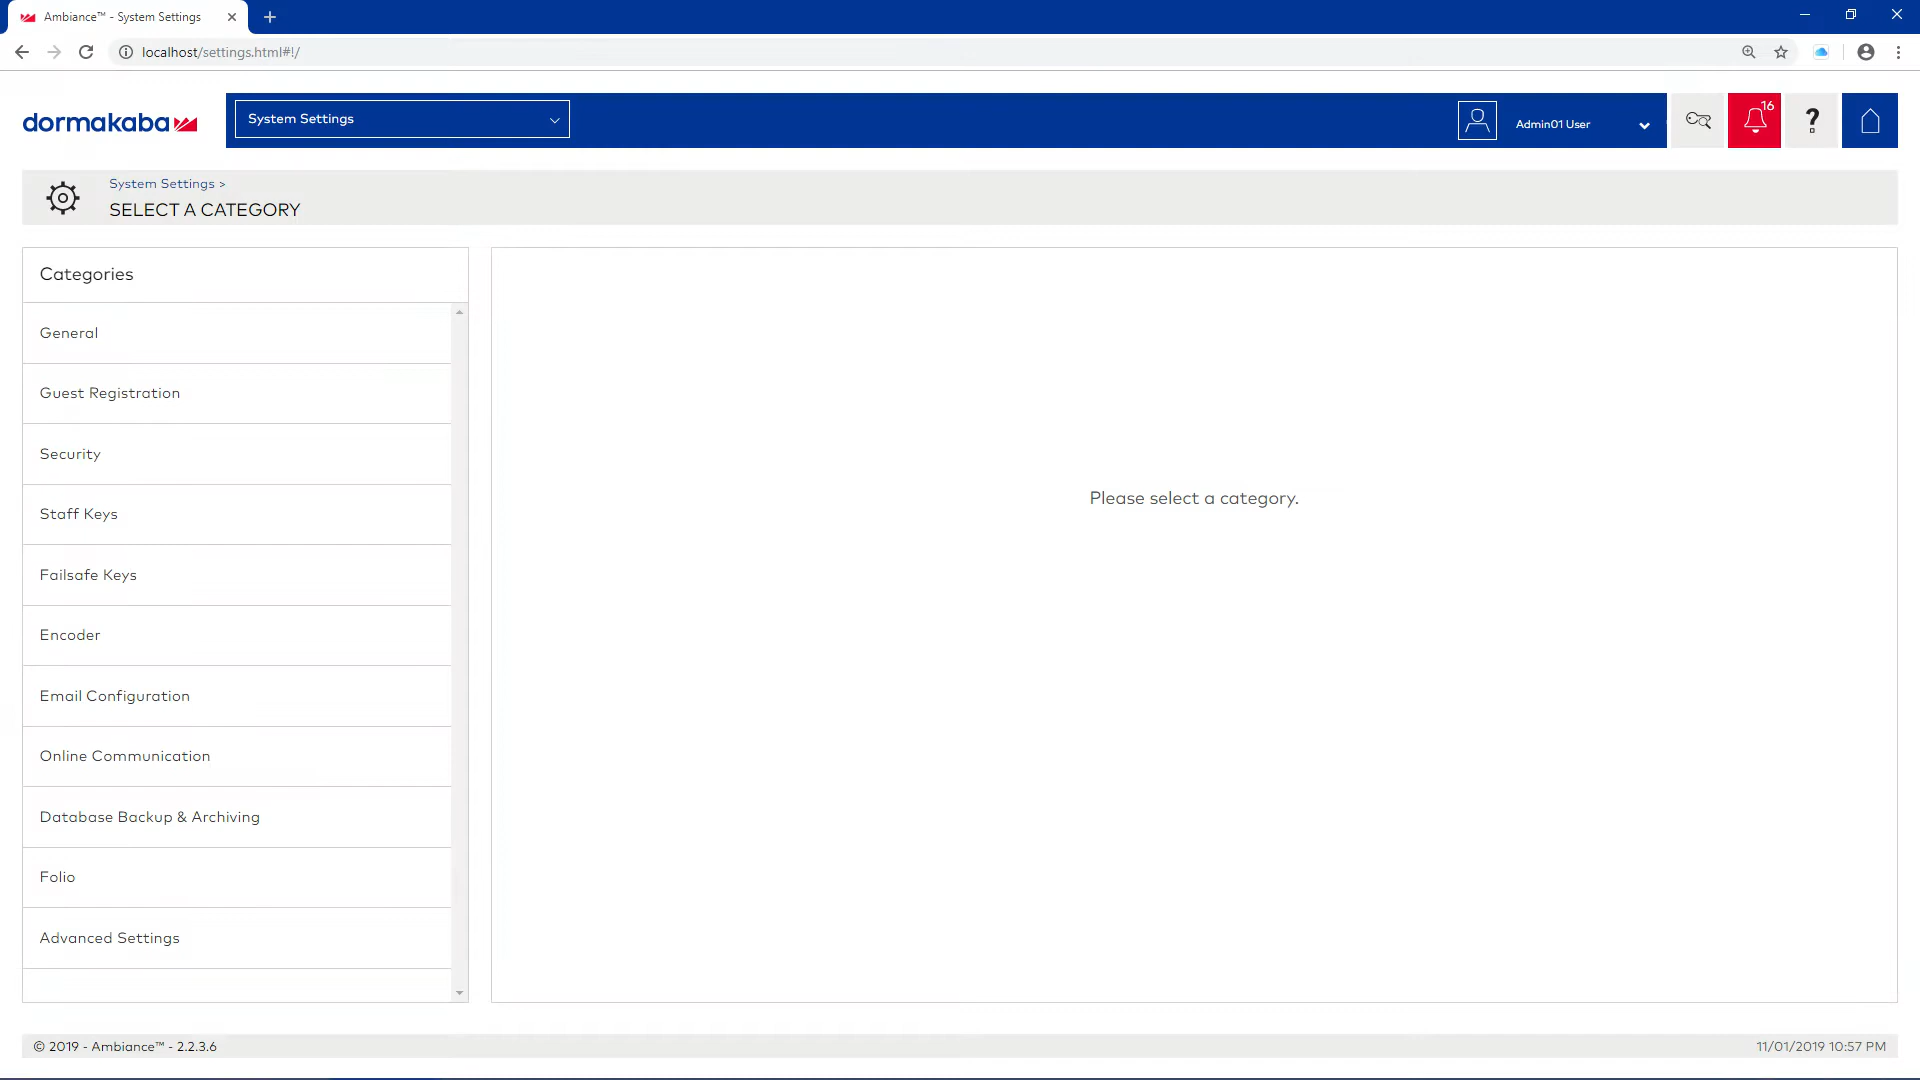 Ambiance™ - System Settings
localhost/settings.html#!/
dormakaba
System Settings
Admin01 User
16
?
System Settings >
SELECT A CATEGORY
Categories
General
Guest Registration
Security
Staff Keys
Failsafe Keys
Encoder
Email Configuration
Online Communication
Database Backup & Archiving
Folio
Advanced Settings
Please select a category.
© 2019 - Ambiance™ - 2.2.3.6
11/01/2019 10:57 PM